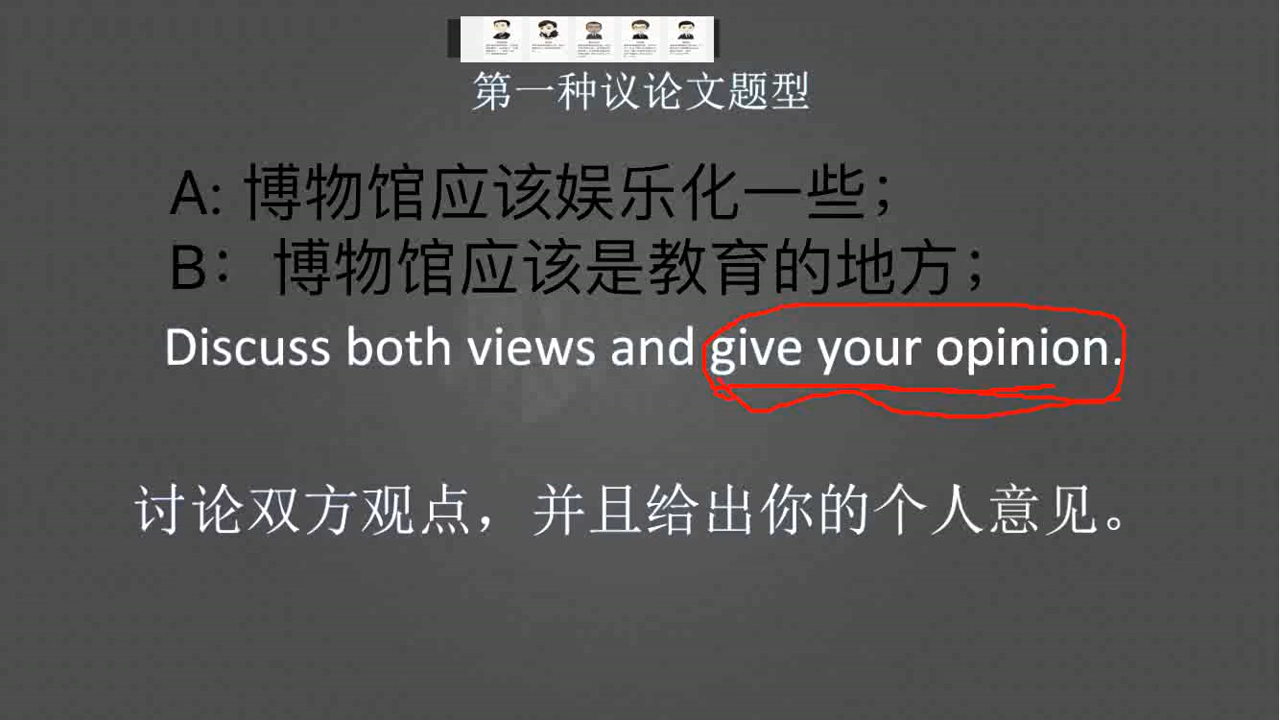 第一种议论文题型
A: 博物馆应该娱乐化一些；
B： 博物馆应该是教育的地方；
Discuss both views and give your opinion.
讨论双方观点，并且给出你的个人意见。